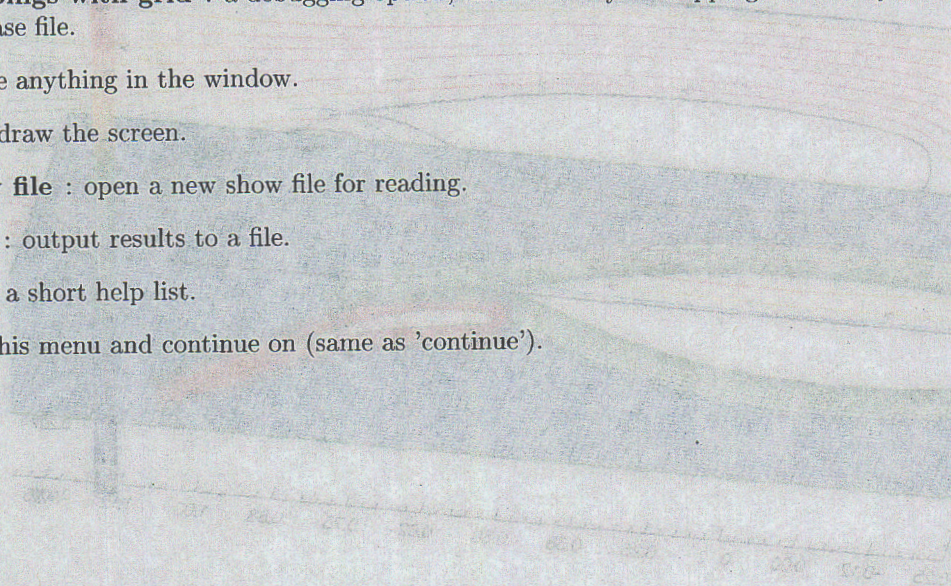 ase file.
e anything in the window.
draw the screen.
file : open a new show file for reading.
: output results to a file.
a short help list.
his menu and continue on (same as 'continue').